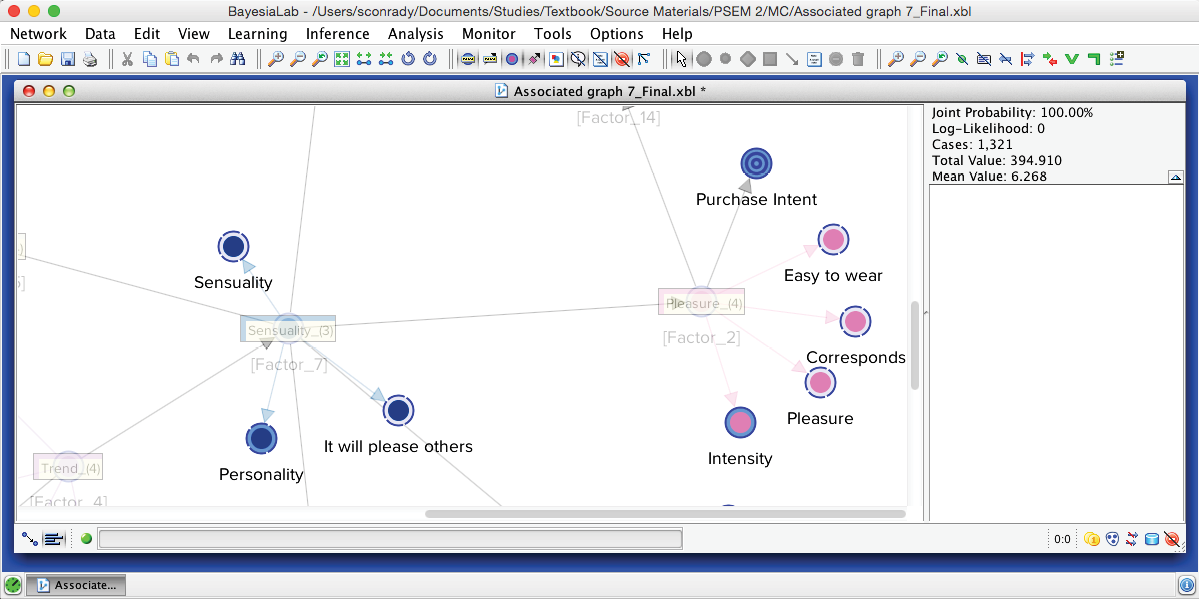 BayesiaLab - /Users/sconrady/Documents/Studies/Textbook/Source Materials/PSEM 2/MC/Associated graph 7_Final.xbl
Network Data Edit View Learning Inference Analysis Monitor Tools Options Help
Associated graph 7_Final.xbl *
Joint Probability: 100.00%
Log-Likelihood: 0
Cases: 1,321
Total Value: 394.910
Mean Value: 6.268
[Factor_14]
Purchase Intent
Easy to wear
Sensuality
Pleasure_(4)
Sensuality_(3)
[Factor_2]
Corresponds
[Factor_7]
Pleasure
It will please others
Intensity
Trend_(4)
Personality
[Factor_4]
0:0
Associate...